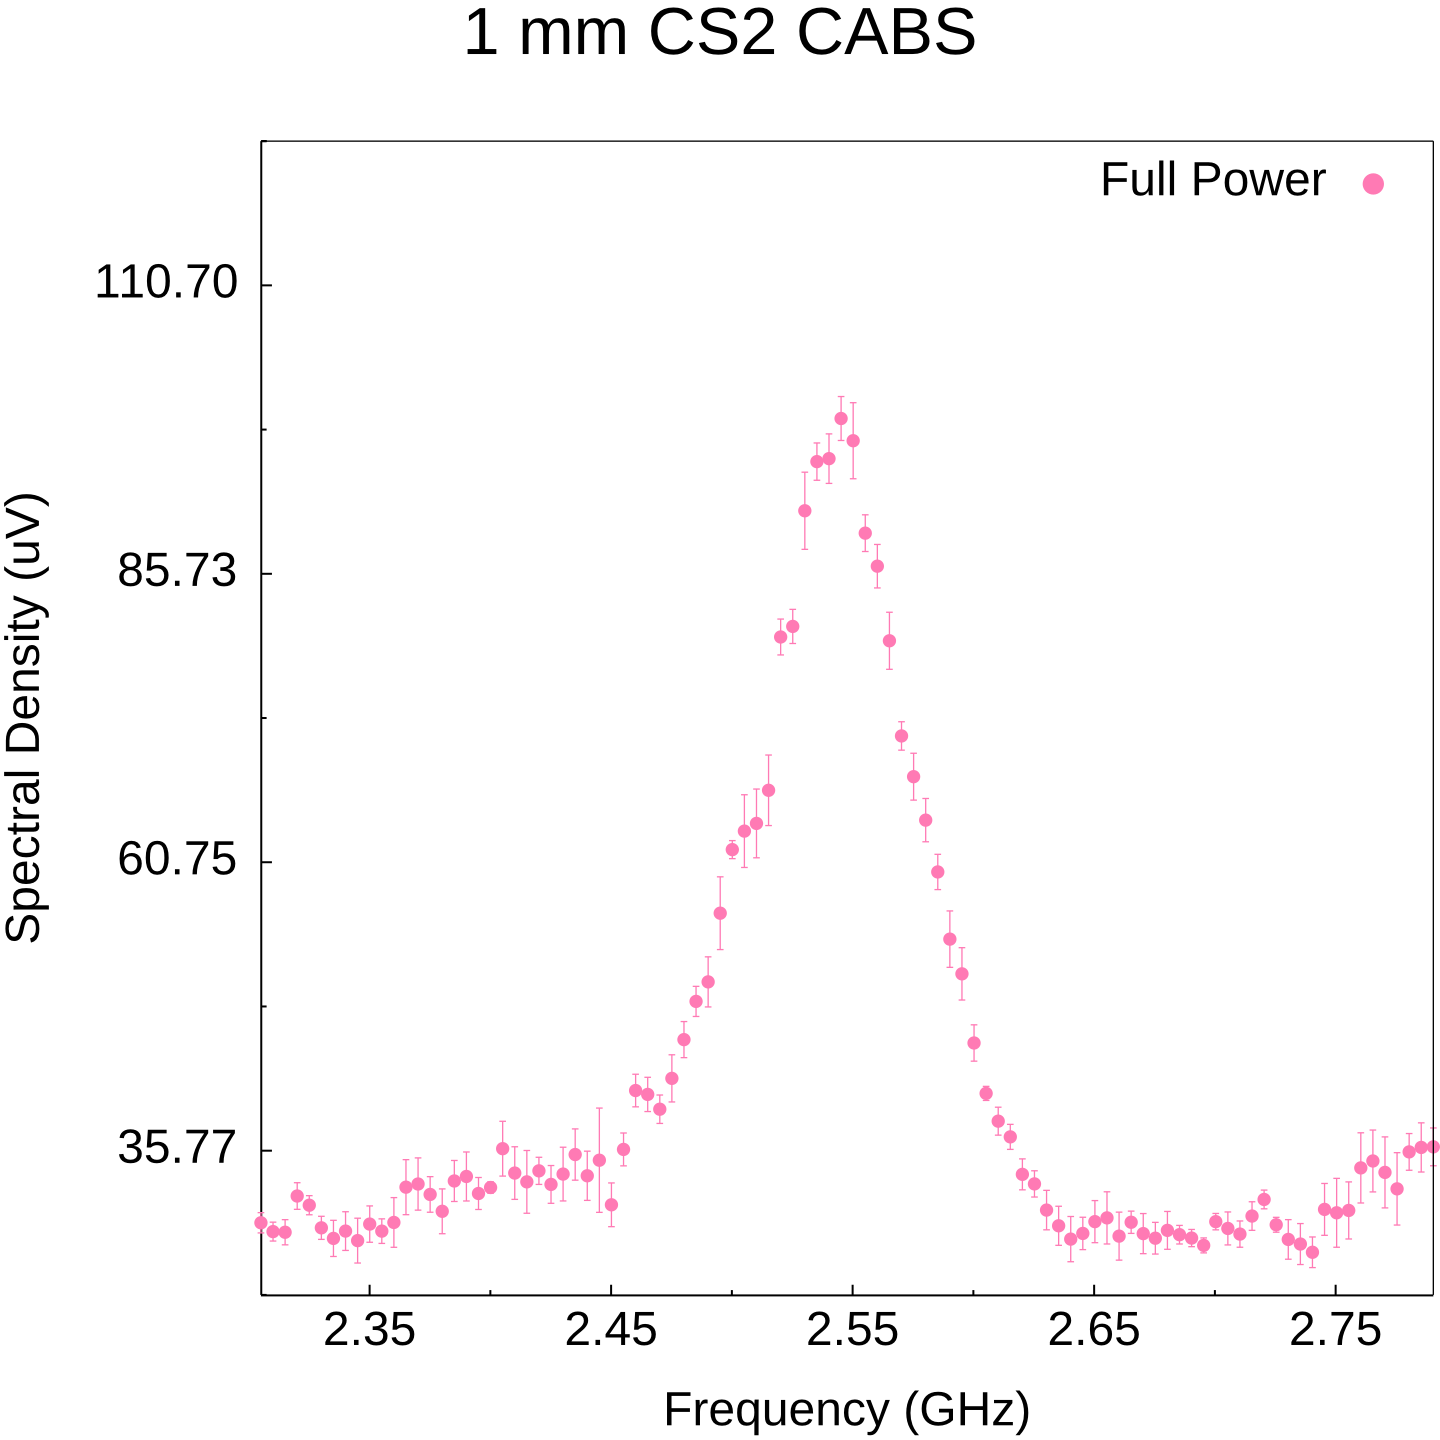 1 mm CS2 CABS
Full Power
110.70
85.73
60.75
35.77
Spectral Density (uV)
2.35 2.45 2.55 2.65 2.75
Frequency (GHz)